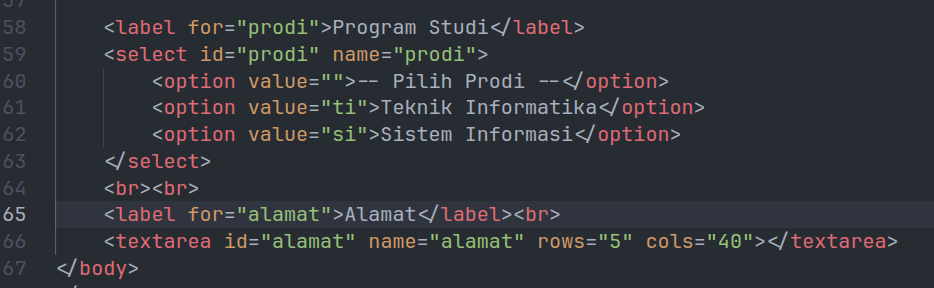 57
58 <label for="prodi">Program Studi</label>
59 <select id="prodi" name="prodi">
60 <option value="">-- Pilih Prodi --</option>
61 <option value="ti">Teknik Informatika</option>
62 <option value="si">Sistem Informasi</option>
63 </select>
64 <br><br>
65 <label for="alamat">Alamat</label><br>
66 <textarea id="alamat" name="alamat" rows="5" cols="40"></textarea>
67 </body>